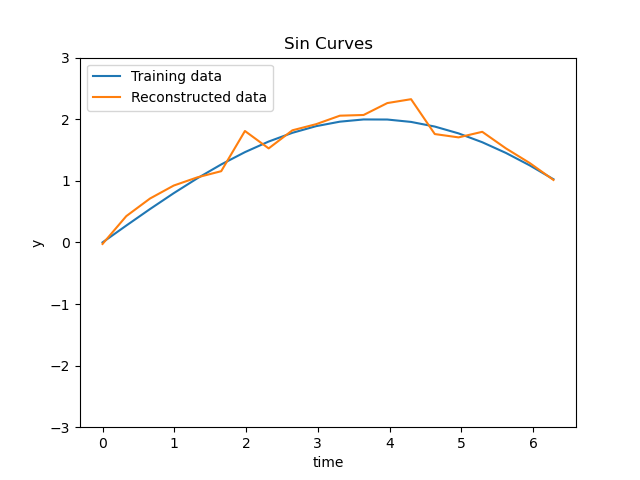 Sin Curves
Training data
Reconstructed data
3
2
1
0
−1
−2
−3
y
0 1 2 3 4 5 6
time